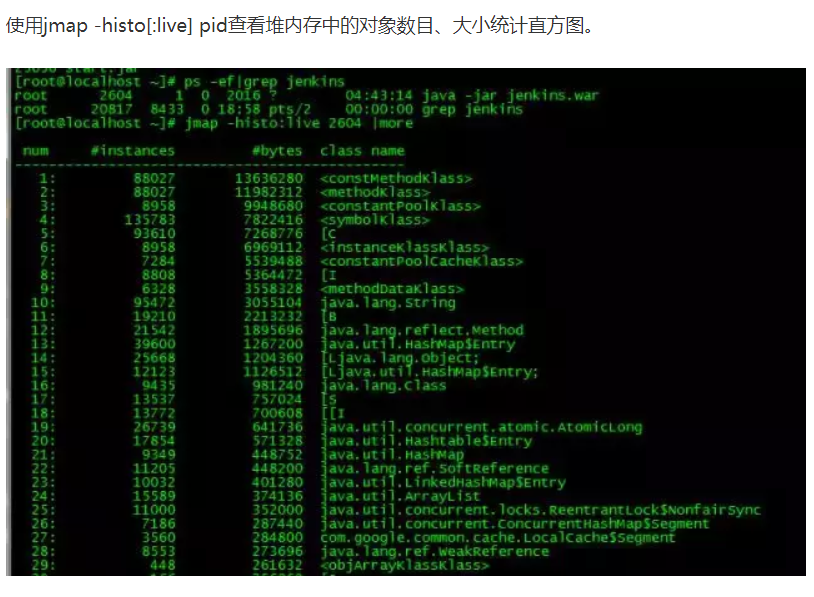 使用jmap -histo[:live] pid查看堆内存中的对象数目、大小统计直方图。
[root@localhost ~]# ps -ef|grep jenkins
root 2604 1 0 2016 ? 04:43:14 java -jar jenkins.war
root 20817 8433 0 18:58 pts/2 00:00:00 grep jenkins
[root@localhost ~]# jmap -histo:live 2604 |more
num #instances #bytes class name
----------------------------------------------
1: 88027 13636280 <constMethodKlass>
2: 88027 11982312 <methodKlass>
3: 8958 9948680 <constantPoolKlass>
4: 135783 7822416 <symbolKlass>
5: 93610 7268776 [C
6: 8958 6969112 <instanceKlassKlass>
7: 7284 5539488 <constantPoolCacheKlass>
8: 8808 5364472 [I
9: 6328 3558328 <methodDataKlass>
10: 95472 3055104 java.lang.String
11: 19210 2213232 [B
12: 21542 1895696 java.lang.reflect.Method
13: 39600 1267200 java.util.HashMap$Entry
14: 25668 1204360 [Ljava.lang.Object;
15: 12123 1126512 [Ljava.util.HashMap$Entry;
16: 9435 981240 java.lang.Class
17: 13537 757024 [S
18: 13772 700608 [[I
19: 26739 641736 java.util.concurrent.atomic.AtomicLong
20: 17854 571328 java.util.Hashtable$Entry
21: 9349 448752 java.util.HashMap
22: 11205 448200 java.lang.ref.SoftReference
23: 10032 401280 java.util.LinkedHashMap$Entry
24: 15589 374136 java.util.ArrayList
25: 11000 352000 java.util.concurrent.locks.ReentrantLock$NonfairSync
26: 7186 287440 java.util.concurrent.ConcurrentHashMap$Segment
27: 3560 284800 com.google.common.cache.LocalCache$Segment
28: 8553 273696 java.lang.ref.WeakReference
29: 448 261632 <objArrayKlassKlass>